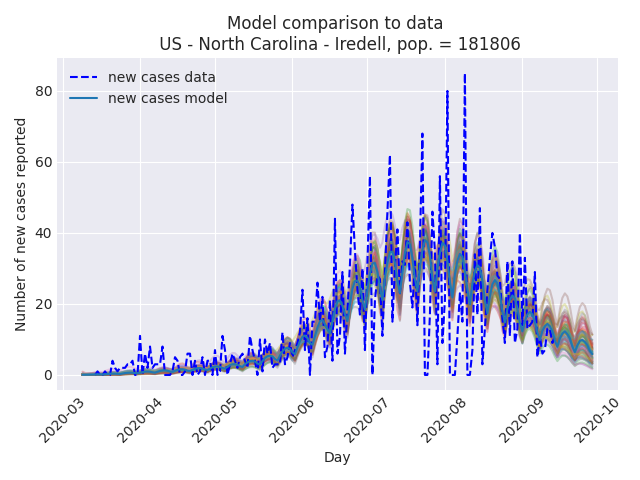 Model comparison to data
US - North Carolina - Iredell, pop. = 181806
new cases data
new cases model
Number of new cases reported
80
60
40
20
0
2020-03
2020-04
2020-05
2020-06
2020-07
2020-08
2020-09
2020-10
Day